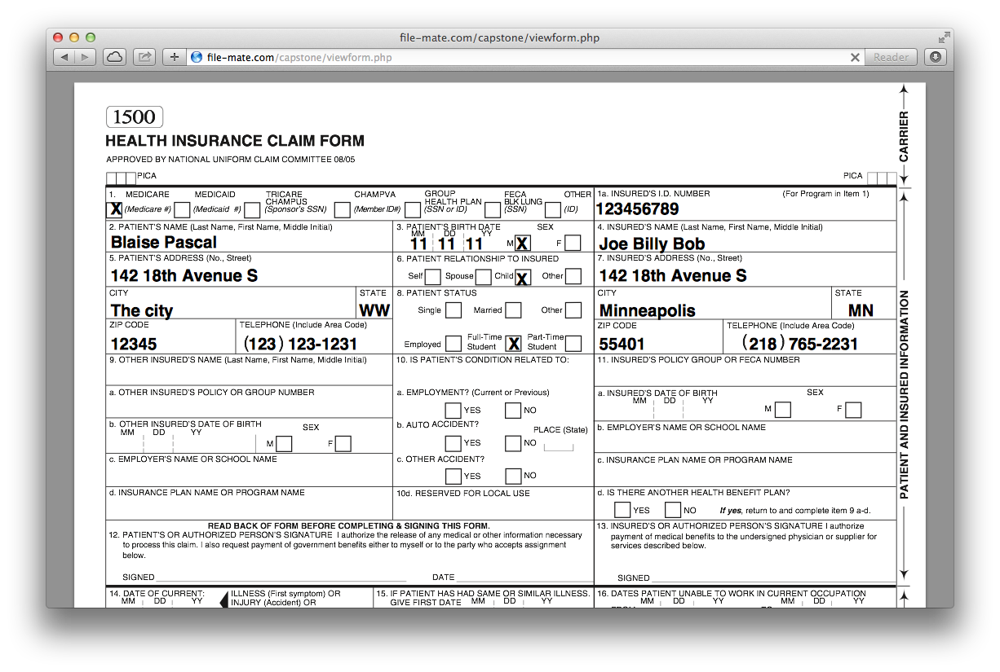 file-mate.com/capstone/viewform.php
file-mate.com/capstone/viewform.php
Reader
1500
HEALTH INSURANCE CLAIM FORM
APPROVED BY NATIONAL UNIFORM CLAIM COMMITTEE 08/05
PICA
PICA
CARRIER
1. MEDICARE MEDICAID TRICARE CHAMPVA GROUP FECA OTHER
CHAMPUS HEALTH PLAN BLK LUNG
X (Medicare #) (Medicaid #) (Sponsor's SSN) (Member ID#) (SSN or ID) (SSN) (ID)
1a. INSURED'S I.D. NUMBER (For Program in Item 1)
123456789
2. PATIENT'S NAME (Last Name, First Name, Middle Initial)
Blaise Pascal
3. PATIENT'S BIRTH DATE SEX
MM DD YY
11 11 11 M X F
4. INSURED'S NAME (Last Name, First Name, Middle Initial)
Joe Billy Bob
5. PATIENT'S ADDRESS (No., Street)
142 18th Avenue S
6. PATIENT RELATIONSHIP TO INSURED
Self Spouse Child X Other
7. INSURED'S ADDRESS (No., Street)
142 18th Avenue S
CITY STATE
The city WW
8. PATIENT STATUS
Single Married Other
CITY STATE
Minneapolis MN
ZIP CODE TELEPHONE (Include Area Code)
12345 (123) 123-1231
Employed Full-Time Student X Part-Time Student
ZIP CODE TELEPHONE (Include Area Code)
55401 (218) 765-2231
9. OTHER INSURED'S NAME (Last Name, First Name, Middle Initial)
10. IS PATIENT'S CONDITION RELATED TO:
11. INSURED'S POLICY GROUP OR FECA NUMBER
a. OTHER INSURED'S POLICY OR GROUP NUMBER
a. EMPLOYMENT? (Current or Previous)
YES NO
a. INSURED'S DATE OF BIRTH SEX
MM DD YY
M F
b. OTHER INSURED'S DATE OF BIRTH SEX
MM DD YY
M F
b. AUTO ACCIDENT? PLACE (State)
YES NO
b. EMPLOYER'S NAME OR SCHOOL NAME
c. EMPLOYER'S NAME OR SCHOOL NAME
c. OTHER ACCIDENT?
YES NO
c. INSURANCE PLAN NAME OR PROGRAM NAME
d. INSURANCE PLAN NAME OR PROGRAM NAME
10d. RESERVED FOR LOCAL USE
d. IS THERE ANOTHER HEALTH BENEFIT PLAN?
YES NO If yes, return to and complete item 9 a-d.
PATIENT AND INSURED INFORMATION
READ BACK OF FORM BEFORE COMPLETING & SIGNING THIS FORM.
12. PATIENT'S OR AUTHORIZED PERSON'S SIGNATURE I authorize the release of any medical or other information necessary
to process this claim. I also request payment of government benefits either to myself or to the party who accepts assignment
below.
SIGNED DATE
13. INSURED'S OR AUTHORIZED PERSON'S SIGNATURE I authorize
payment of medical benefits to the undersigned physician or supplier for
services described below.
SIGNED
14. DATE OF CURRENT:
MM DD YY
ILLNESS (First symptom) OR
INJURY (Accident) OR
15. IF PATIENT HAS HAD SAME OR SIMILAR ILLNESS.
GIVE FIRST DATE MM DD YY
16. DATES PATIENT UNABLE TO WORK IN CURRENT OCCUPATION
MM DD YY MM DD YY